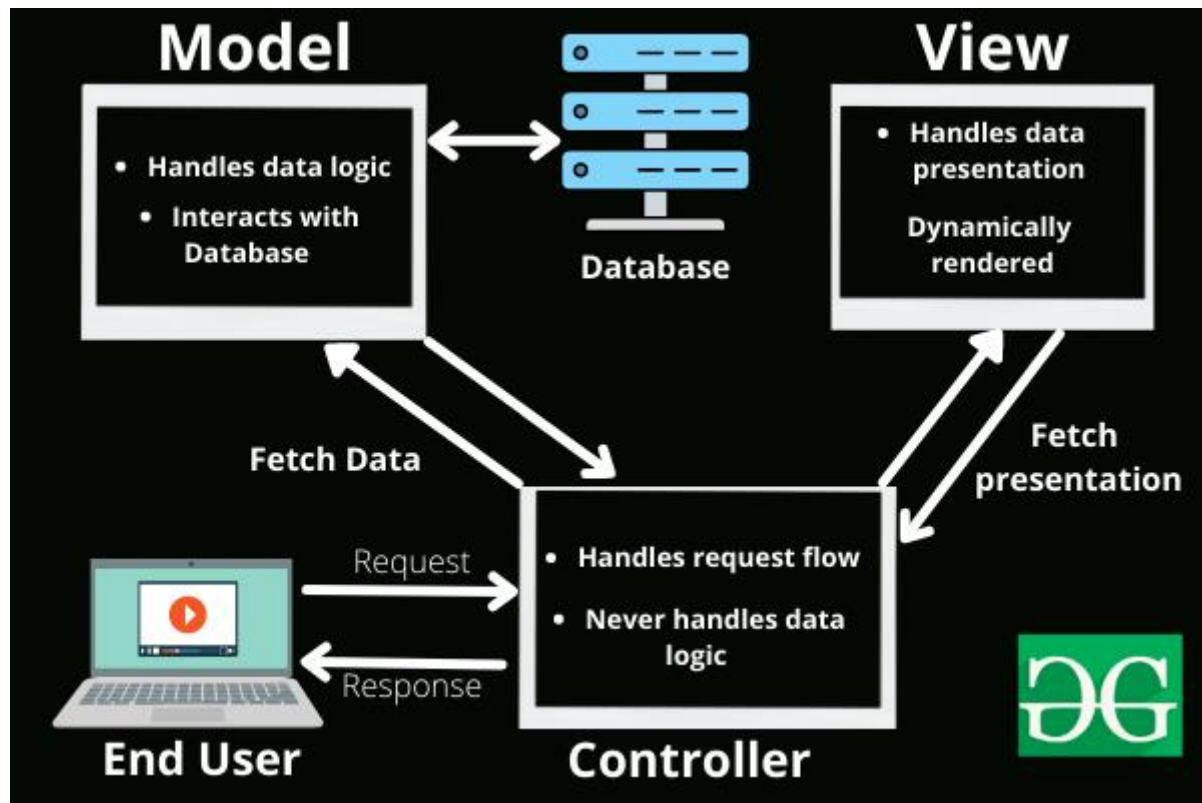 Model
View
• Handles data logic
• Interacts with
Database
Database
• Handles data
presentation
Dynamically
rendered
Fetch Data
Fetch
presentation
Request
Response
• Handles request flow
• Never handles data
logic
End User
Controller